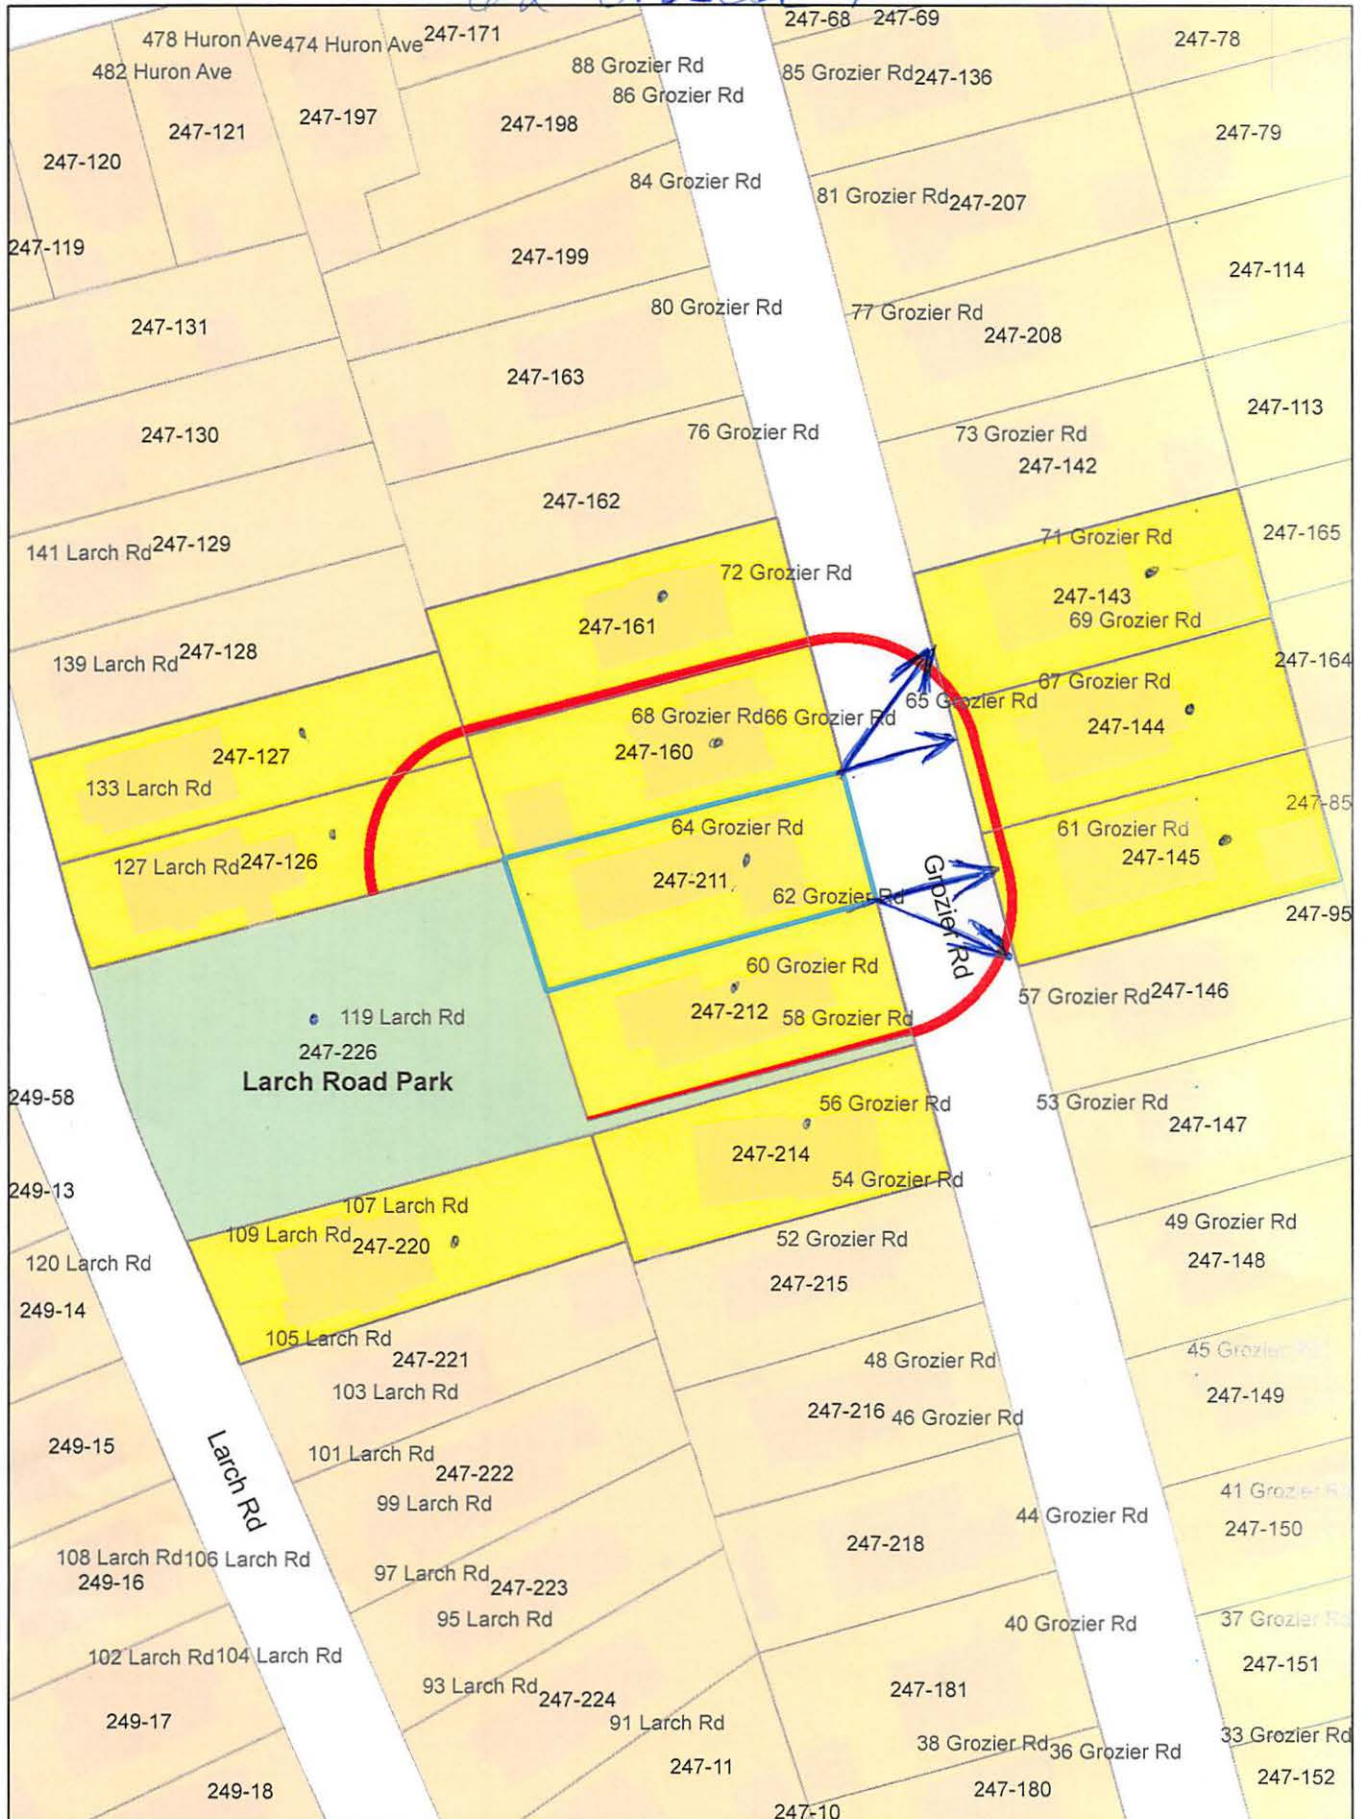 247-68 247-69
478 Huron Ave 474 Huron Ave 247-171
247-78
482 Huron Ave
88 Grozier Rd
85 Grozier Rd 247-136
86 Grozier Rd
247-197
247-121
247-198
247-79
247-120
84 Grozier Rd
81 Grozier Rd 247-207
247-119
247-199
247-114
80 Grozier Rd
77 Grozier Rd
247-131
247-208
247-163
247-113
247-130
76 Grozier Rd
73 Grozier Rd
247-142
247-162
141 Larch Rd 247-129
71 Grozier Rd
247-165
72 Grozier Rd
247-143
247-161
69 Grozier Rd
139 Larch Rd 247-128
247-164
67 Grozier Rd
65 Grozier Rd
68 Grozier Rd 66 Grozier Rd
247-144
247-160
247-127
133 Larch Rd
247-85
64 Grozier Rd
61 Grozier Rd
247-145
127 Larch Rd 247-126
247-211
62 Grozier Rd
Grozier Rd
247-95
60 Grozier Rd
57 Grozier Rd 247-146
247-212 58 Grozier Rd
119 Larch Rd
247-226
Larch Road Park
249-58
56 Grozier Rd
53 Grozier Rd
247-147
247-214
54 Grozier Rd
249-13
107 Larch Rd
109 Larch Rd 247-220
49 Grozier Rd
247-148
52 Grozier Rd
120 Larch Rd
249-14
247-215
105 Larch Rd
247-221
48 Grozier Rd
45 Grozier
103 Larch Rd
247-149
247-216 46 Grozier Rd
249-15
101 Larch Rd
247-222
Larch Rd
99 Larch Rd
41 Grozier R
44 Grozier Rd
247-150
247-218
108 Larch Rd 106 Larch Rd
249-16
97 Larch Rd 247-223
95 Larch Rd
40 Grozier Rd
37 Grozier Rd
102 Larch Rd 104 Larch Rd
247-151
93 Larch Rd 247-224
247-181
249-17
91 Larch Rd
38 Grozier Rd 36 Grozier Rd
33 Grozier Rd
247-11
247-152
249-18
247-180
247-10